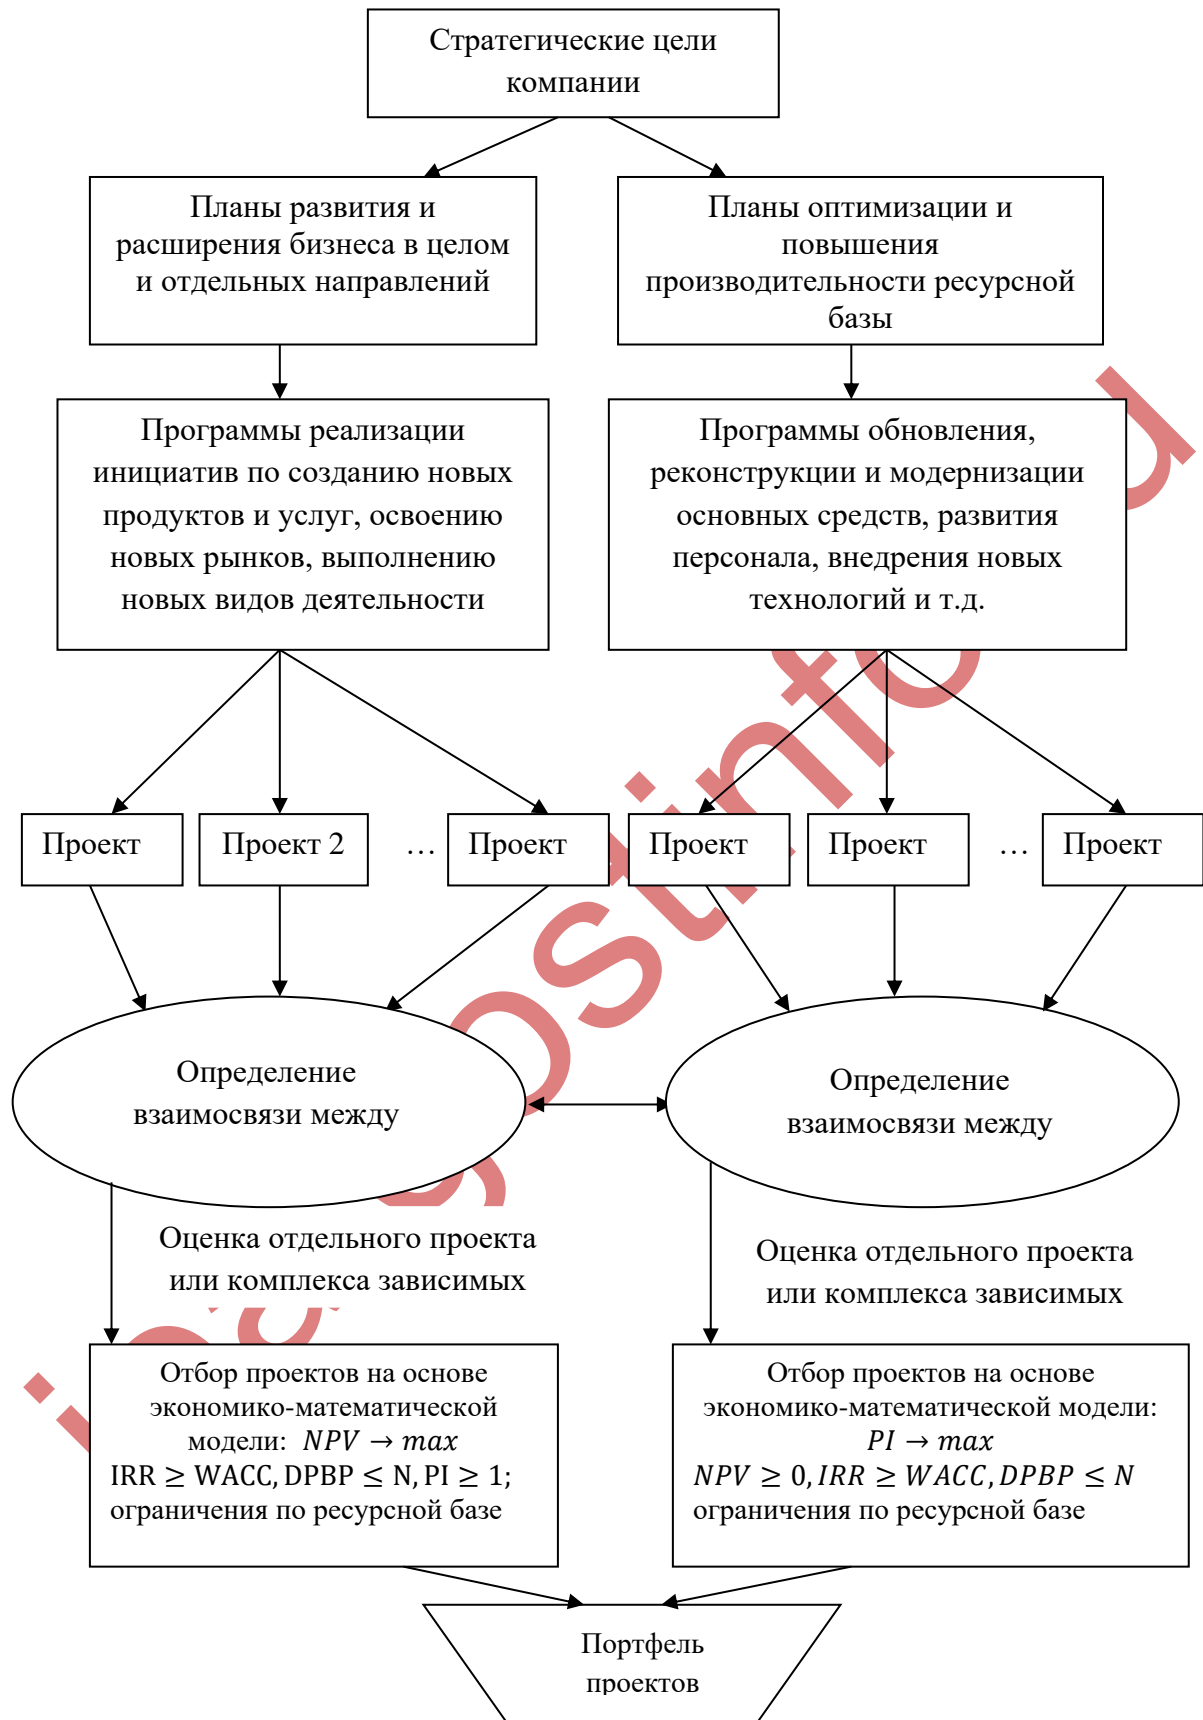 Стратегические цели
компании
Планы развития и
расширения бизнеса в целом
и отдельных направлений
Планы оптимизации и
повышения
производительности ресурсной
базы
Программы реализации
инициатив по созданию новых
продуктов и услуг, освоению
новых рынков, выполнению
новых видов деятельности
Программы обновления,
реконструкции и модернизации
основных средств, развития
персонала, внедрения новых
технологий и т.д.
Проект
Проект 2
...
Проект
Проект
Проект
...
Проект
Определение
взаимосвязи между
Определение
взаимосвязи между
Оценка отдельного проекта
или комплекса зависимых
Оценка отдельного проекта
или комплекса зависимых
Отбор проектов на основе
экономико-математической
модели: NPV → max
IRR ≥ WACC, DPBP ≤ N, PI ≥ 1;
ограничения по ресурсной базе
Отбор проектов на основе
экономико-математической модели:
PI → max
NPV ≥ 0, IRR ≥ WACC, DPBP ≤ N
ограничения по ресурсной базе
Портфель
проектов